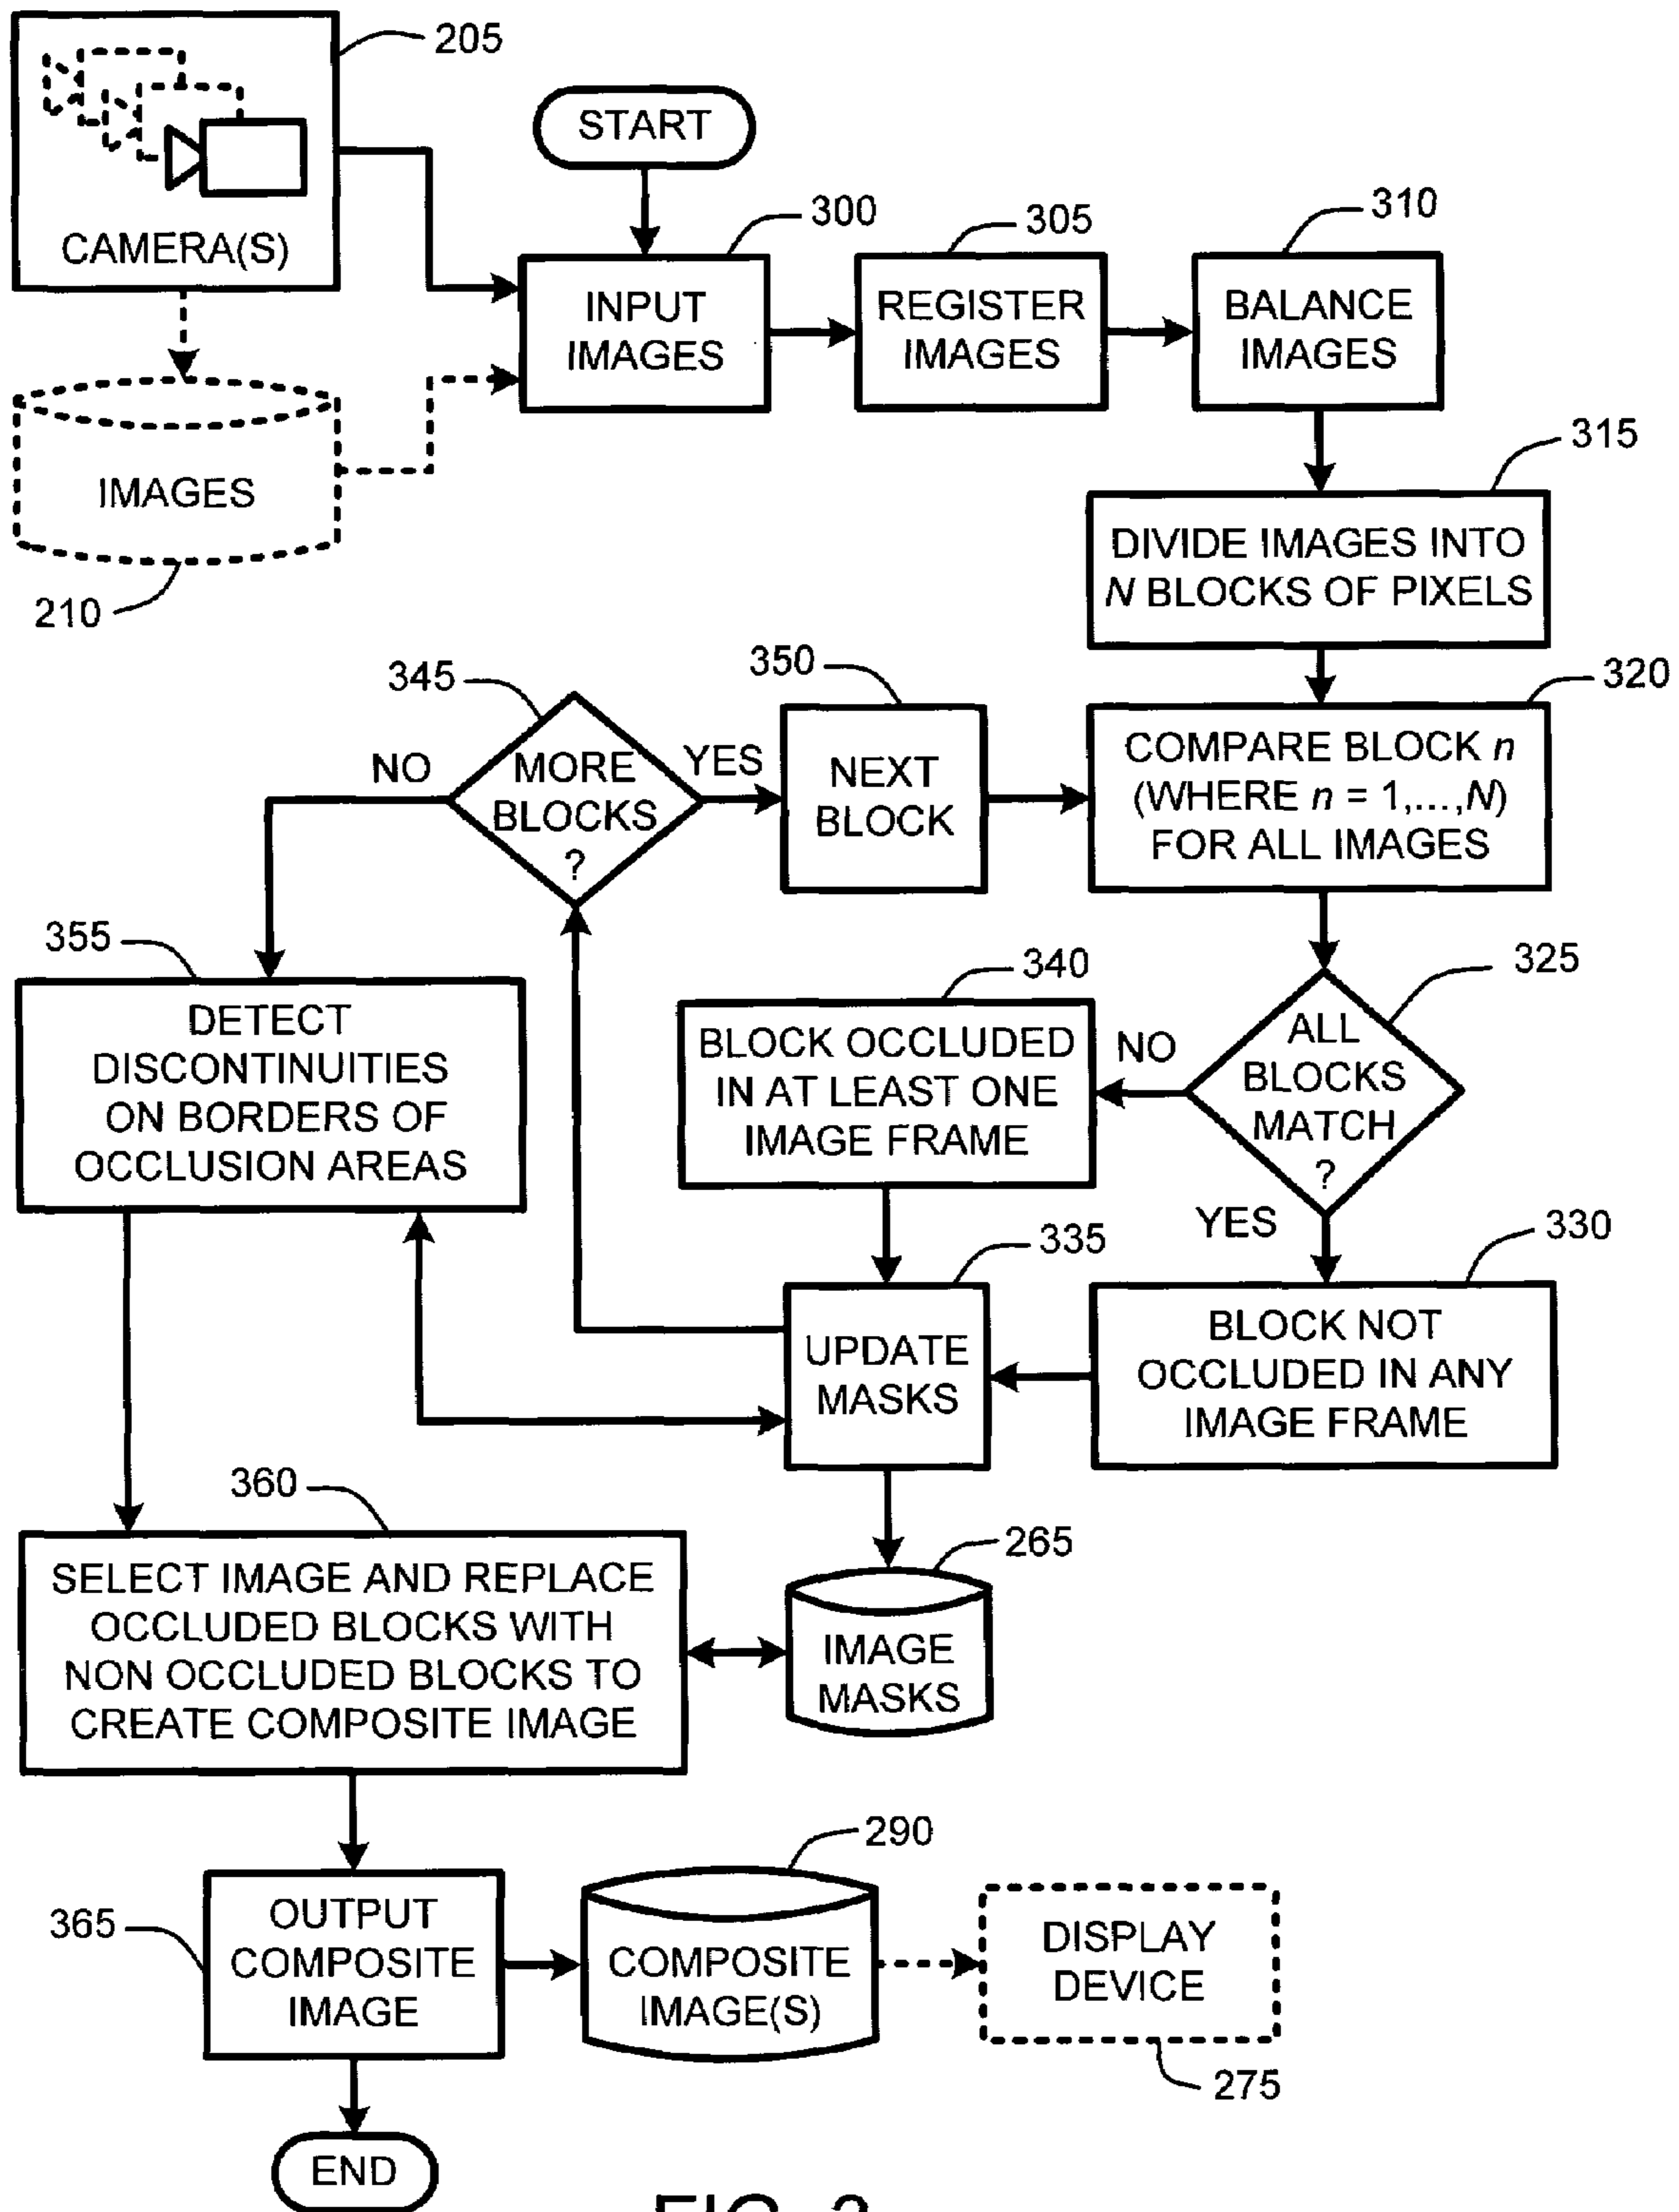 205
CAMERA(S)
START
300
INPUT
IMAGES
305
REGISTER
IMAGES
310
BALANCE
IMAGES
IMAGES
210
315
DIVIDE IMAGES INTO
N BLOCKS OF PIXELS
320
COMPARE BLOCK n
(WHERE n = 1,...,N)
FOR ALL IMAGES
350
NEXT
BLOCK
345
MORE
BLOCKS
?
YES
NO
325
ALL
BLOCKS
MATCH
?
NO
YES
340
BLOCK OCCLUDED
IN AT LEAST ONE
IMAGE FRAME
330
BLOCK NOT
OCCLUDED IN ANY
IMAGE FRAME
335
UPDATE
MASKS
355
DETECT
DISCONTINUITIES
ON BORDERS OF
OCCLUSION AREAS
360
SELECT IMAGE AND REPLACE
OCCLUDED BLOCKS WITH
NON OCCLUDED BLOCKS TO
CREATE COMPOSITE IMAGE
265
IMAGE
MASKS
365
OUTPUT
COMPOSITE
IMAGE
290
COMPOSITE
IMAGE(S)
DISPLAY
DEVICE
275
END